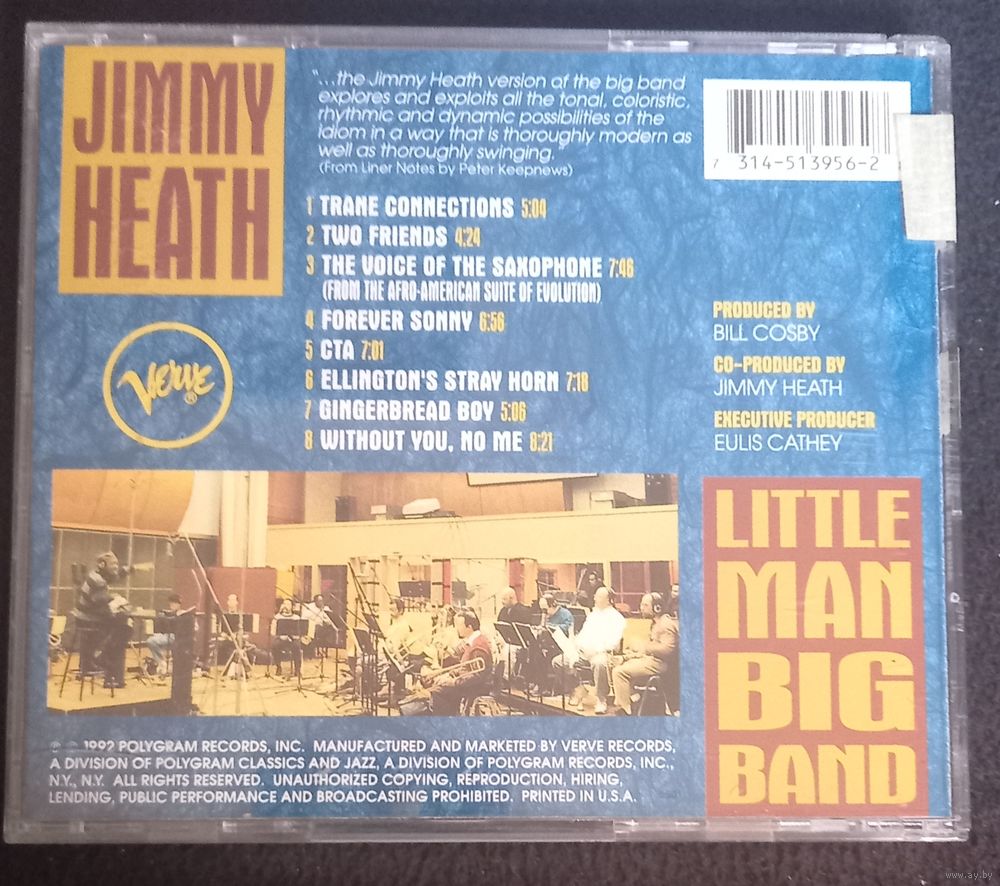 JIMMY
HEATH
"...the Jimmy Heath version of the big band
explores and exploits all the tonal, coloristic,
rhythmic and dynamic possibilities of the
idiom in a way that is thoroughly modern as
well as thoroughly swinging."
(From Liner Notes by Peter Keepnews)
7 314-513956-2
1 TRANE CONNECTIONS 5:04
2 TWO FRIENDS 4:24
3 THE VOICE OF THE SAXOPHONE 7:46
(FROM THE AFRO-AMERICAN SUITE OF EVOLUTION)
4 FOREVER SONNY 6:56
5 CTA 7:01
6 ELLINGTON'S STRAY HORN 7:18
7 GINGERBREAD BOY 5:06
8 WITHOUT YOU, NO ME 8:21
VERVE ®
PRODUCED BY
BILL COSBY
CO-PRODUCED BY
JIMMY HEATH
EXECUTIVE PRODUCER
EULIS CATHEY
LITTLE
MAN
BIG
BAND
℗ © 1992 POLYGRAM RECORDS, INC. MANUFACTURED AND MARKETED BY VERVE RECORDS,
A DIVISION OF POLYGRAM CLASSICS AND JAZZ, A DIVISION OF POLYGRAM RECORDS, INC.,
N.Y., N.Y. ALL RIGHTS RESERVED. UNAUTHORIZED COPYING, REPRODUCTION, HIRING,
LENDING, PUBLIC PERFORMANCE AND BROADCASTING PROHIBITED. PRINTED IN U.S.A.
www.ay.by